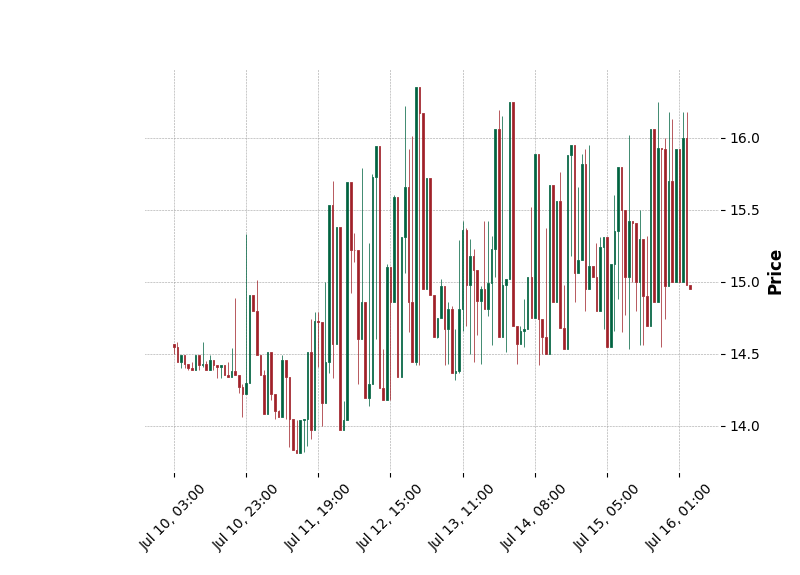 16.0
15.5
15.0
14.5
14.0
Price
Jul 10, 03:00
Jul 10, 23:00
Jul 11, 19:00
Jul 12, 15:00
Jul 13, 11:00
Jul 14, 08:00
Jul 15, 05:00
Jul 16, 01:00